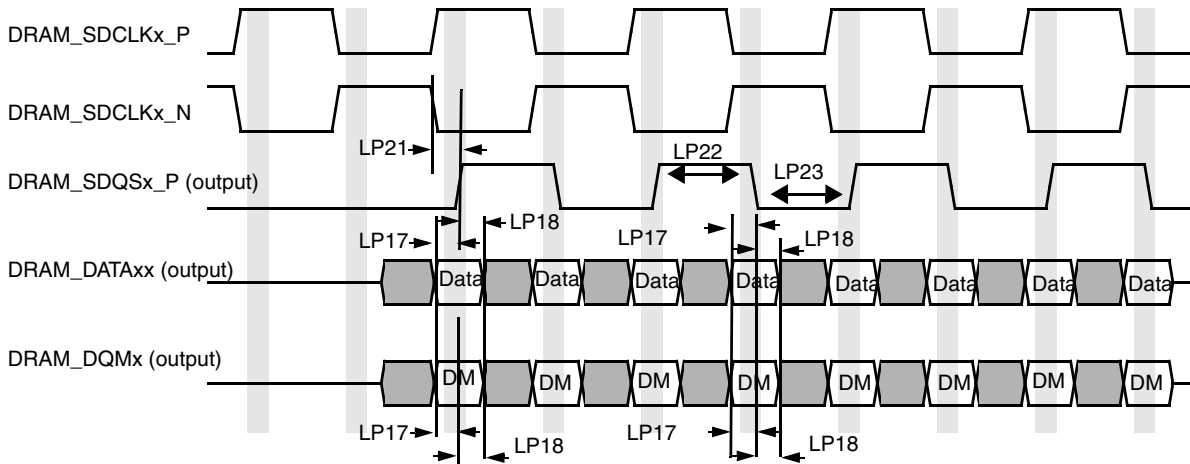 DRAM_SDCLKx_P
DRAM_SDCLKx_N
LP21
LP22
DRAM_SDQSx_P (output)
LP23
LP17
LP18
LP17
LP18
DRAM_DATAxx (output)
Data Data Data Data Data Data Data Data
DRAM_DQMx (output)
DM DM DM DM DM DM DM DM
LP17
LP18
LP17
LP18